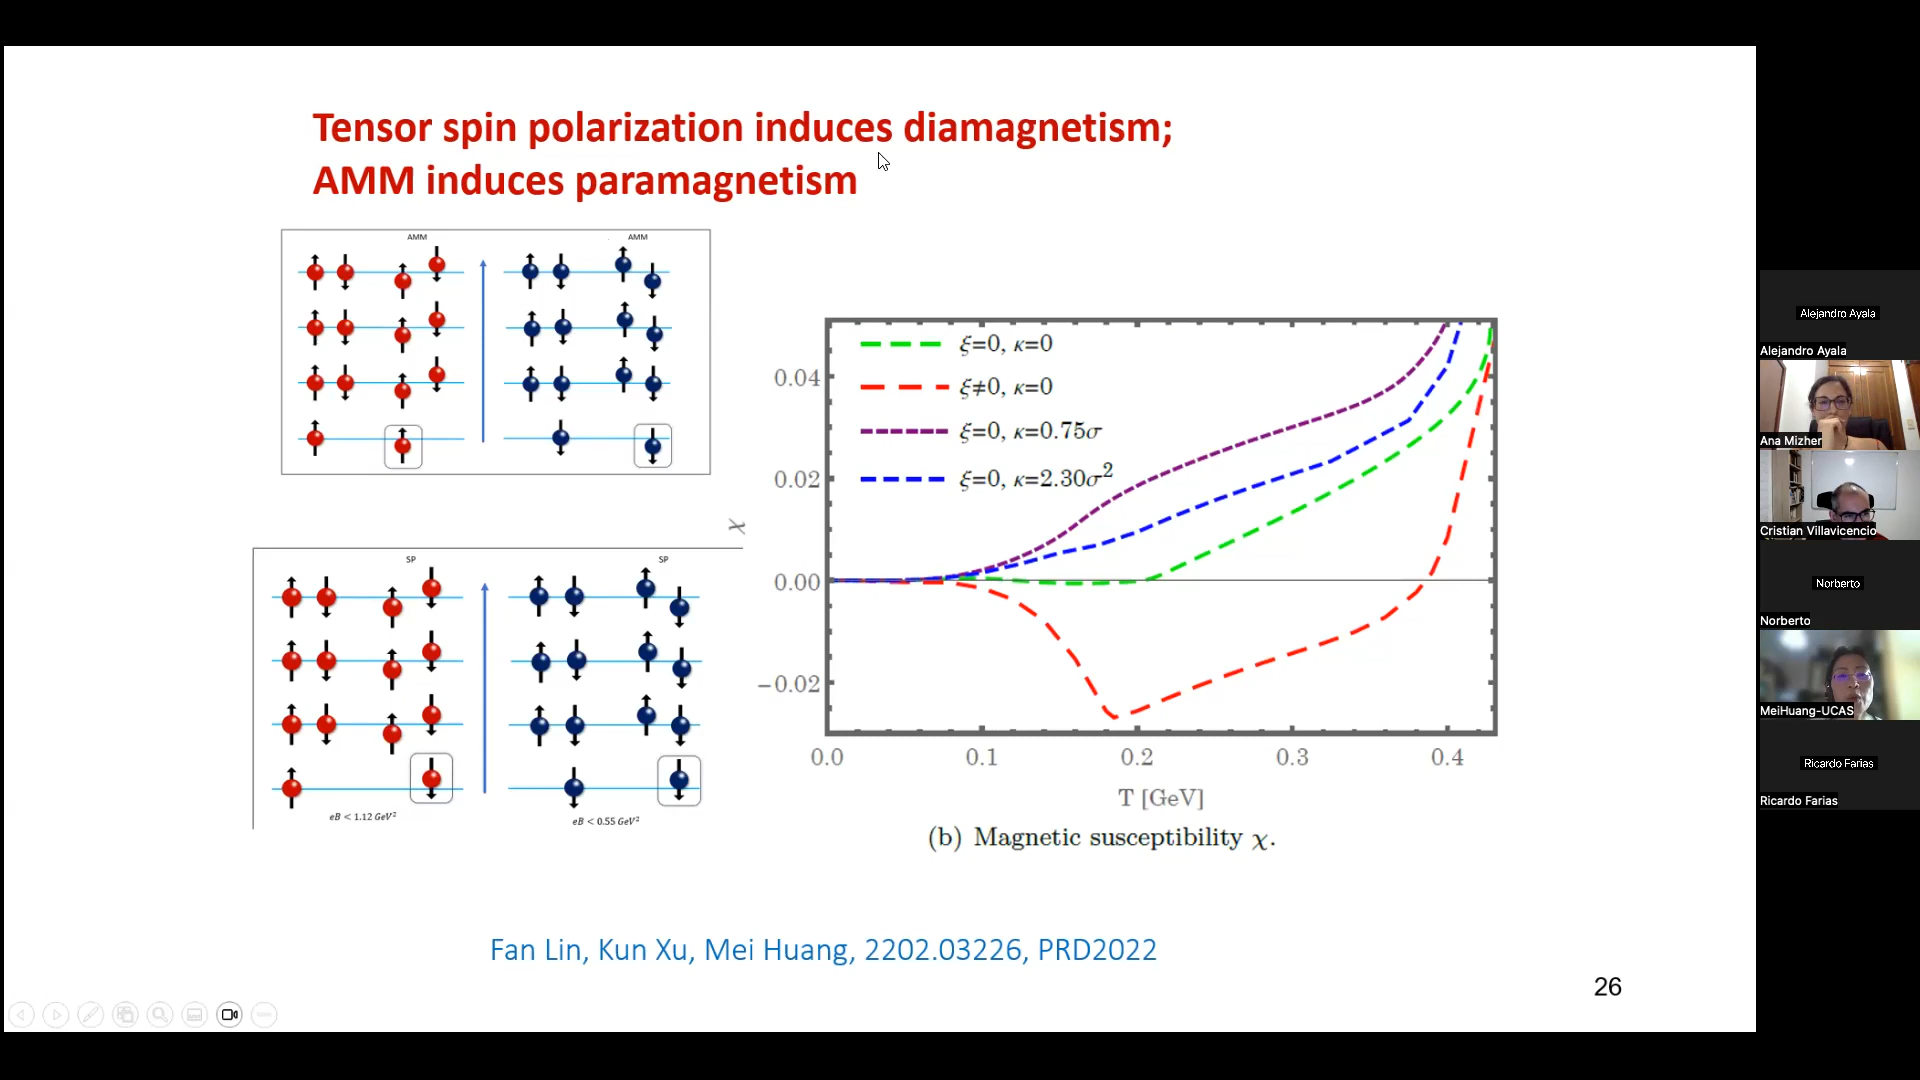 Tensor spin polarization induces diamagnetism;
AMM induces paramagnetism
AMM
AMM
SP
SP
eB < 1.12 GeV²
eB < 0.55 GeV²
χ
0.04
0.02
0.00
−0.02
ξ=0, κ=0
ξ≠0, κ=0
ξ=0, κ=0.75σ
ξ=0, κ=2.30σ²
0.0
0.1
0.2
0.3
0.4
T [GeV]
(b) Magnetic susceptibility χ.
Fan Lin, Kun Xu, Mei Huang, 2202.03226, PRD2022
26
Alejandro Ayala
Alejandro Ayala
Ana Mizher
Cristian Villavicencio
Norberto
Norberto
MeiHuang-UCAS
Ricardo Farias
Ricardo Farias